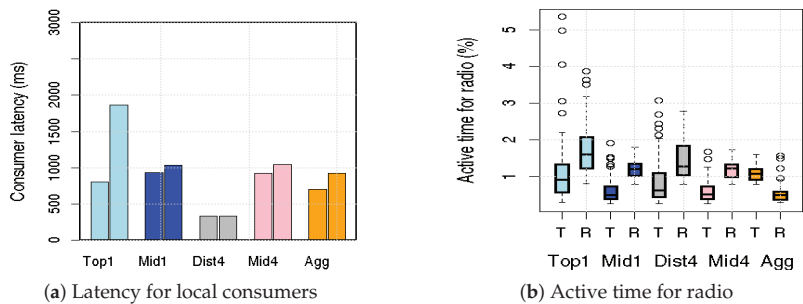 Consumer latency (ms)
0 500 1000 1500 2000 3000
Top1 Mid1 Dist4 Mid4 Agg
(a) Latency for local consumers
Active time for radio (%)
1 2 3 4 5
T R T R T R T R T R
Top1 Mid1 Dist4 Mid4 Agg
(b) Active time for radio